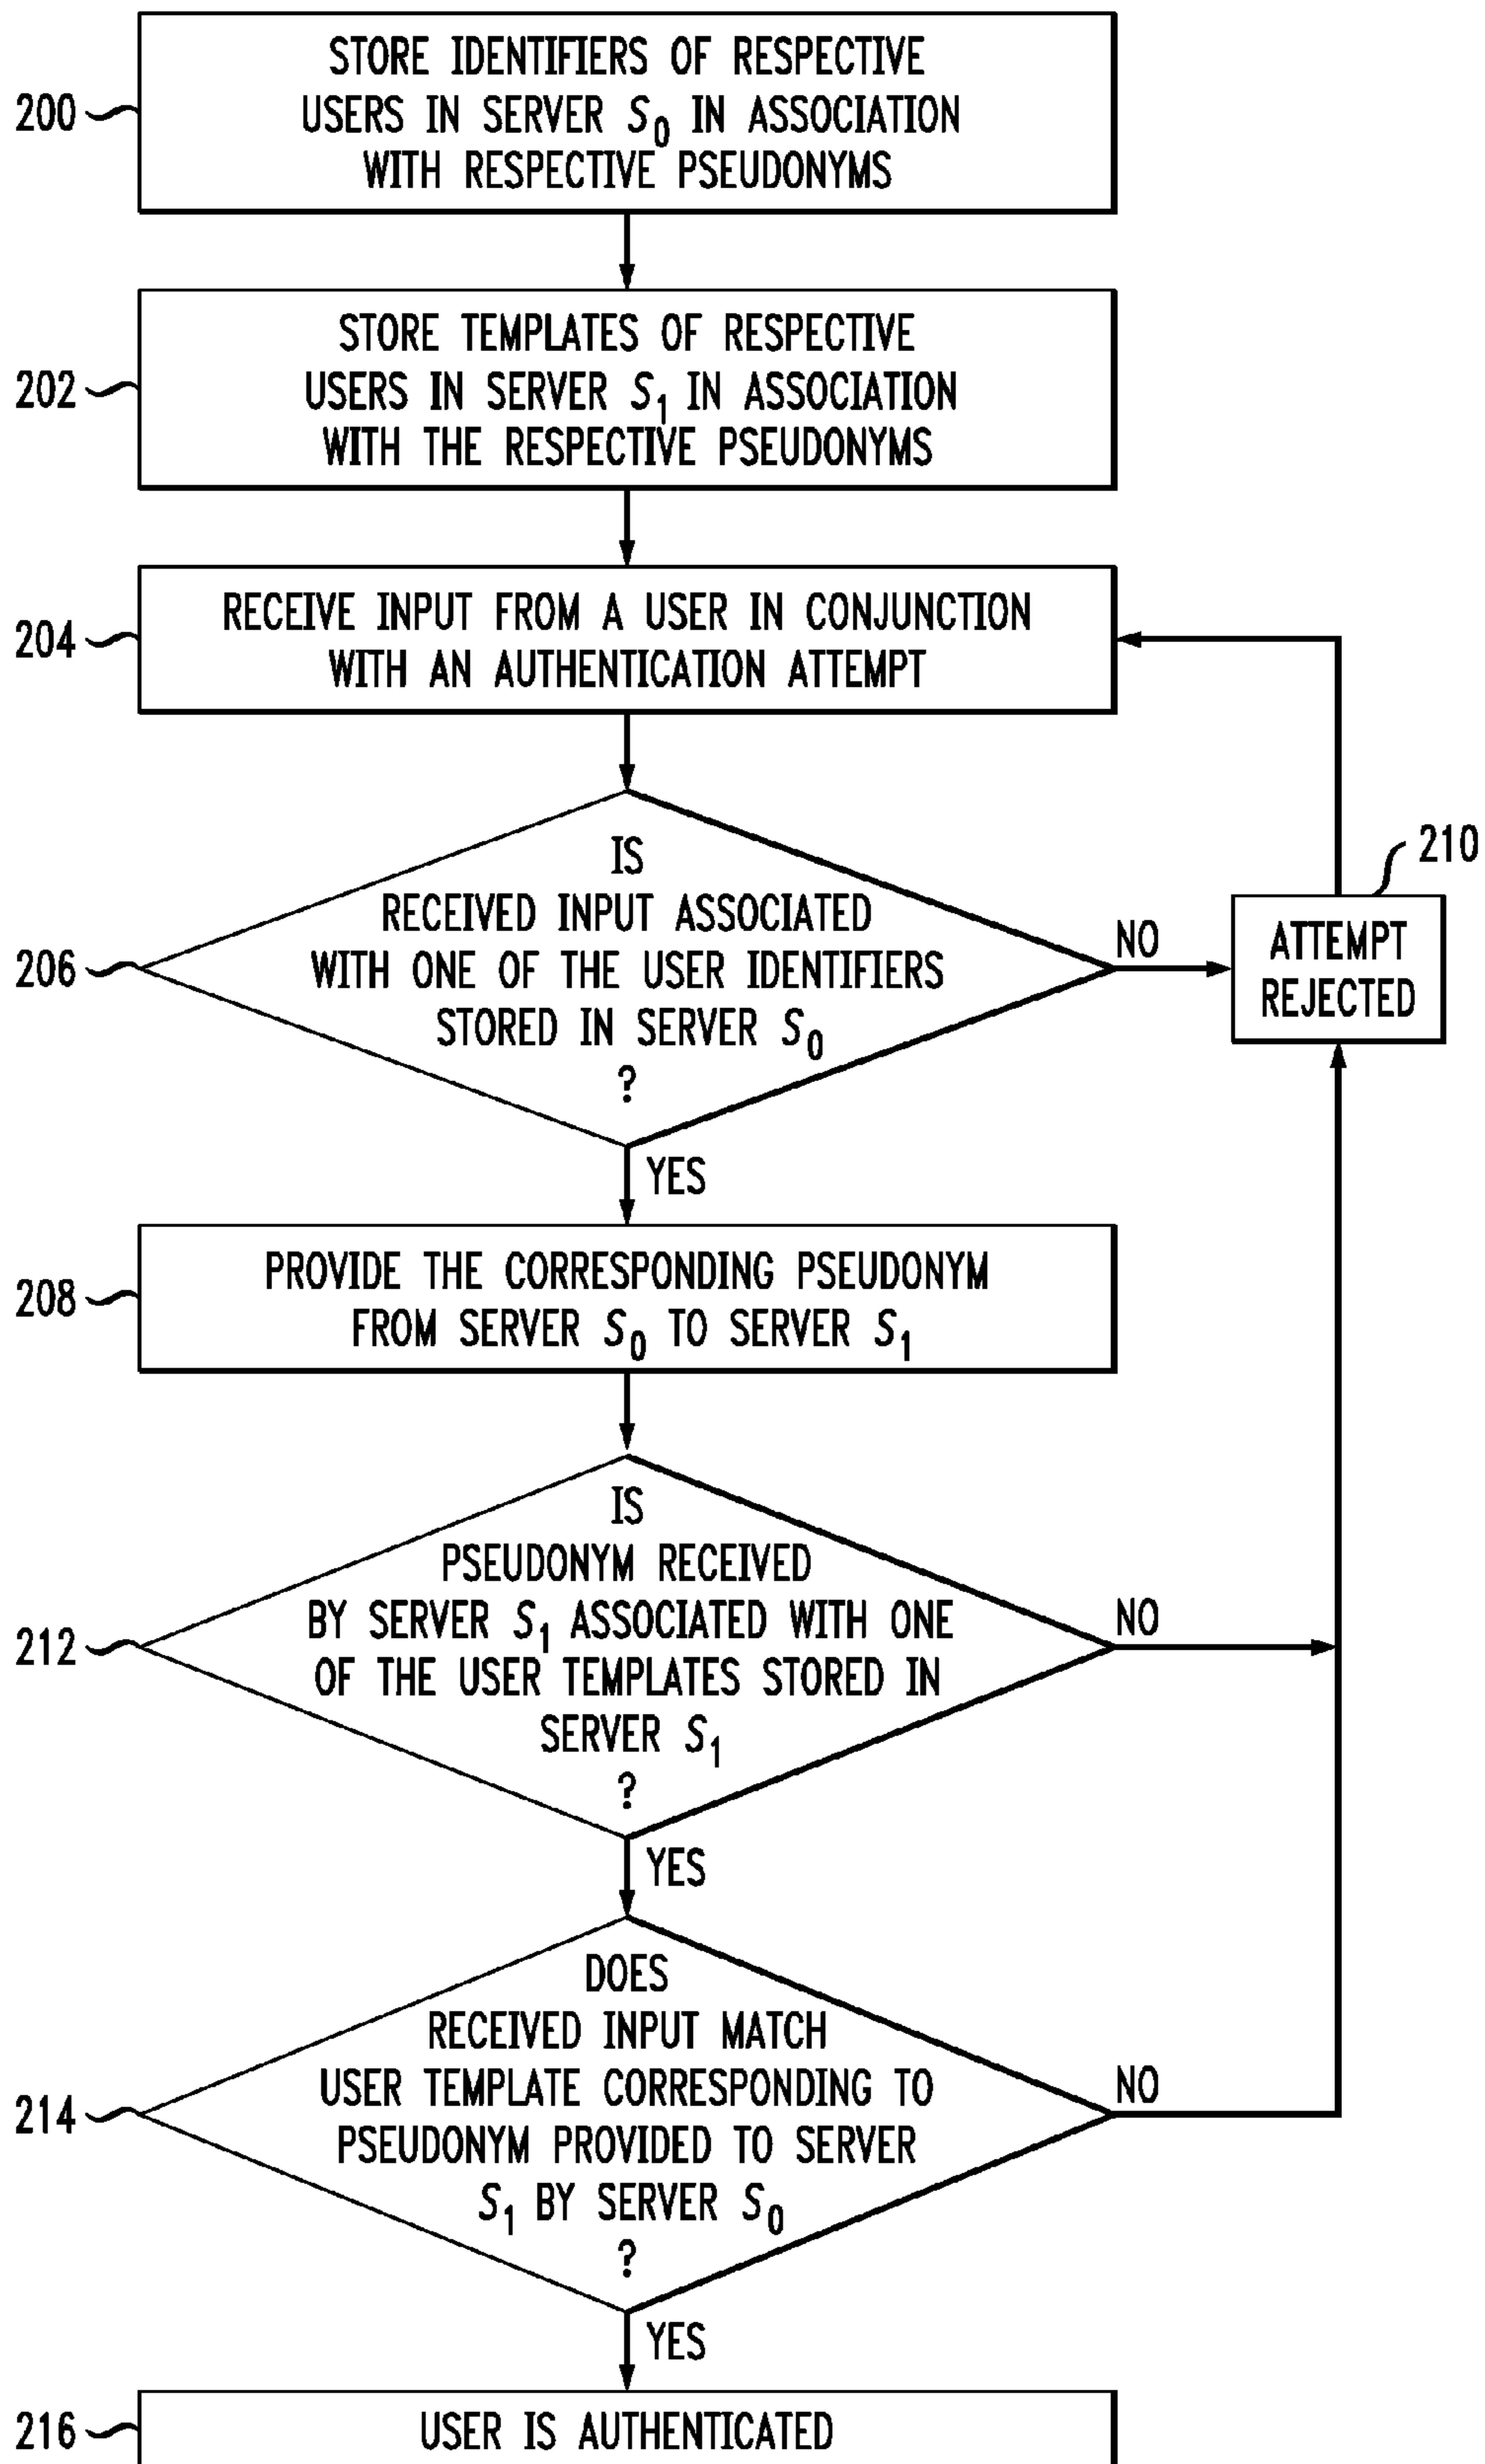 200
STORE IDENTIFIERS OF RESPECTIVE
USERS IN SERVER S0 IN ASSOCIATION
WITH RESPECTIVE PSEUDONYMS
202
STORE TEMPLATES OF RESPECTIVE
USERS IN SERVER S1 IN ASSOCIATION
WITH THE RESPECTIVE PSEUDONYMS
204
RECEIVE INPUT FROM A USER IN CONJUNCTION
WITH AN AUTHENTICATION ATTEMPT
206
IS
RECEIVED INPUT ASSOCIATED
WITH ONE OF THE USER IDENTIFIERS
STORED IN SERVER S0
?
NO
210
ATTEMPT
REJECTED
YES
208
PROVIDE THE CORRESPONDING PSEUDONYM
FROM SERVER S0 TO SERVER S1
212
IS
PSEUDONYM RECEIVED
BY SERVER S1 ASSOCIATED WITH ONE
OF THE USER TEMPLATES STORED IN
SERVER S1
?
NO
YES
214
DOES
RECEIVED INPUT MATCH
USER TEMPLATE CORRESPONDING TO
PSEUDONYM PROVIDED TO SERVER
S1 BY SERVER S0
?
NO
YES
216
USER IS AUTHENTICATED